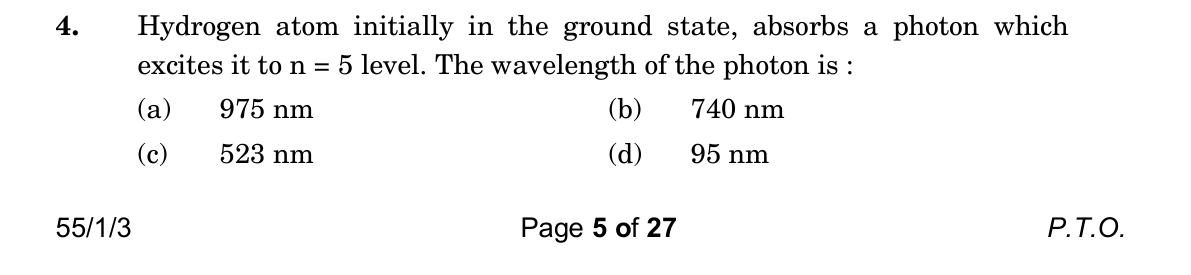 4. Hydrogen atom initially in the ground state, absorbs a photon which
excites it to n = 5 level. The wavelength of the photon is :
(a) 975 nm (b) 740 nm
(c) 523 nm (d) 95 nm
55/1/3 Page 5 of 27 P.T.O.